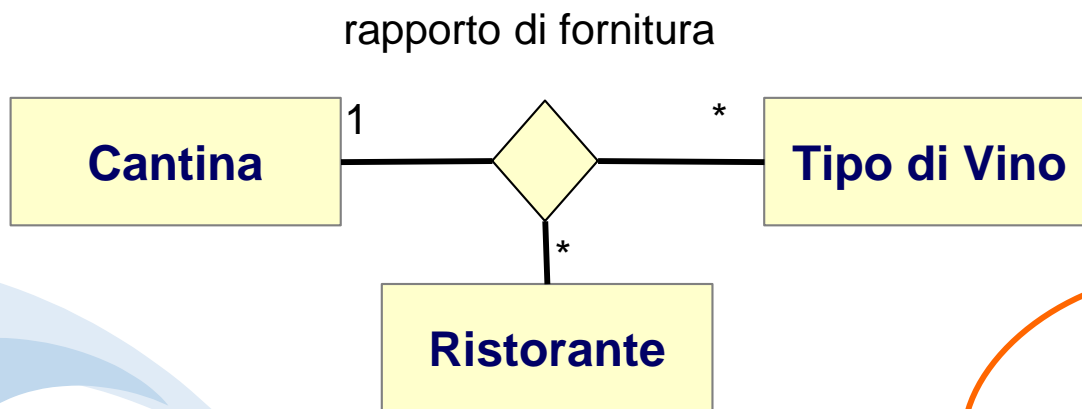 rapporto di fornitura
1
*
Cantina
Tipo di Vino
*
Ristorante